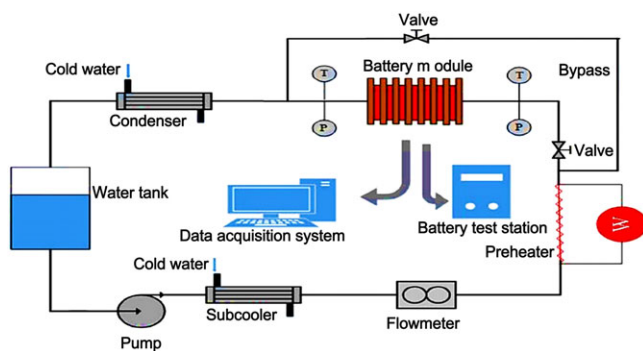 Valve
Cold water
T
Battery m odule
T
Bypass
Condenser
P
P
Valve
Water tank
W
Data acquisition system
Battery test station
Preheater
Cold water
Subcooler
Flowmeter
Pump